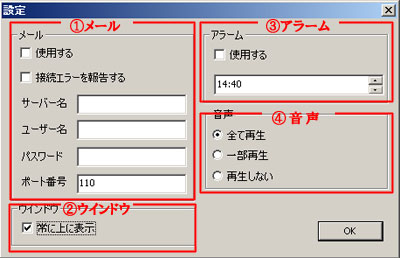 設定
①メール
メール
使用する
接続エラーを報告する
サーバー名
ユーザー名
パスワード
ポート番号 110
②ウインドウ
ウインドウ
常に上に表示
③アラーム
アラーム
使用する
14:40
④音声
音声
全て再生
一部再生
再生しない
OK